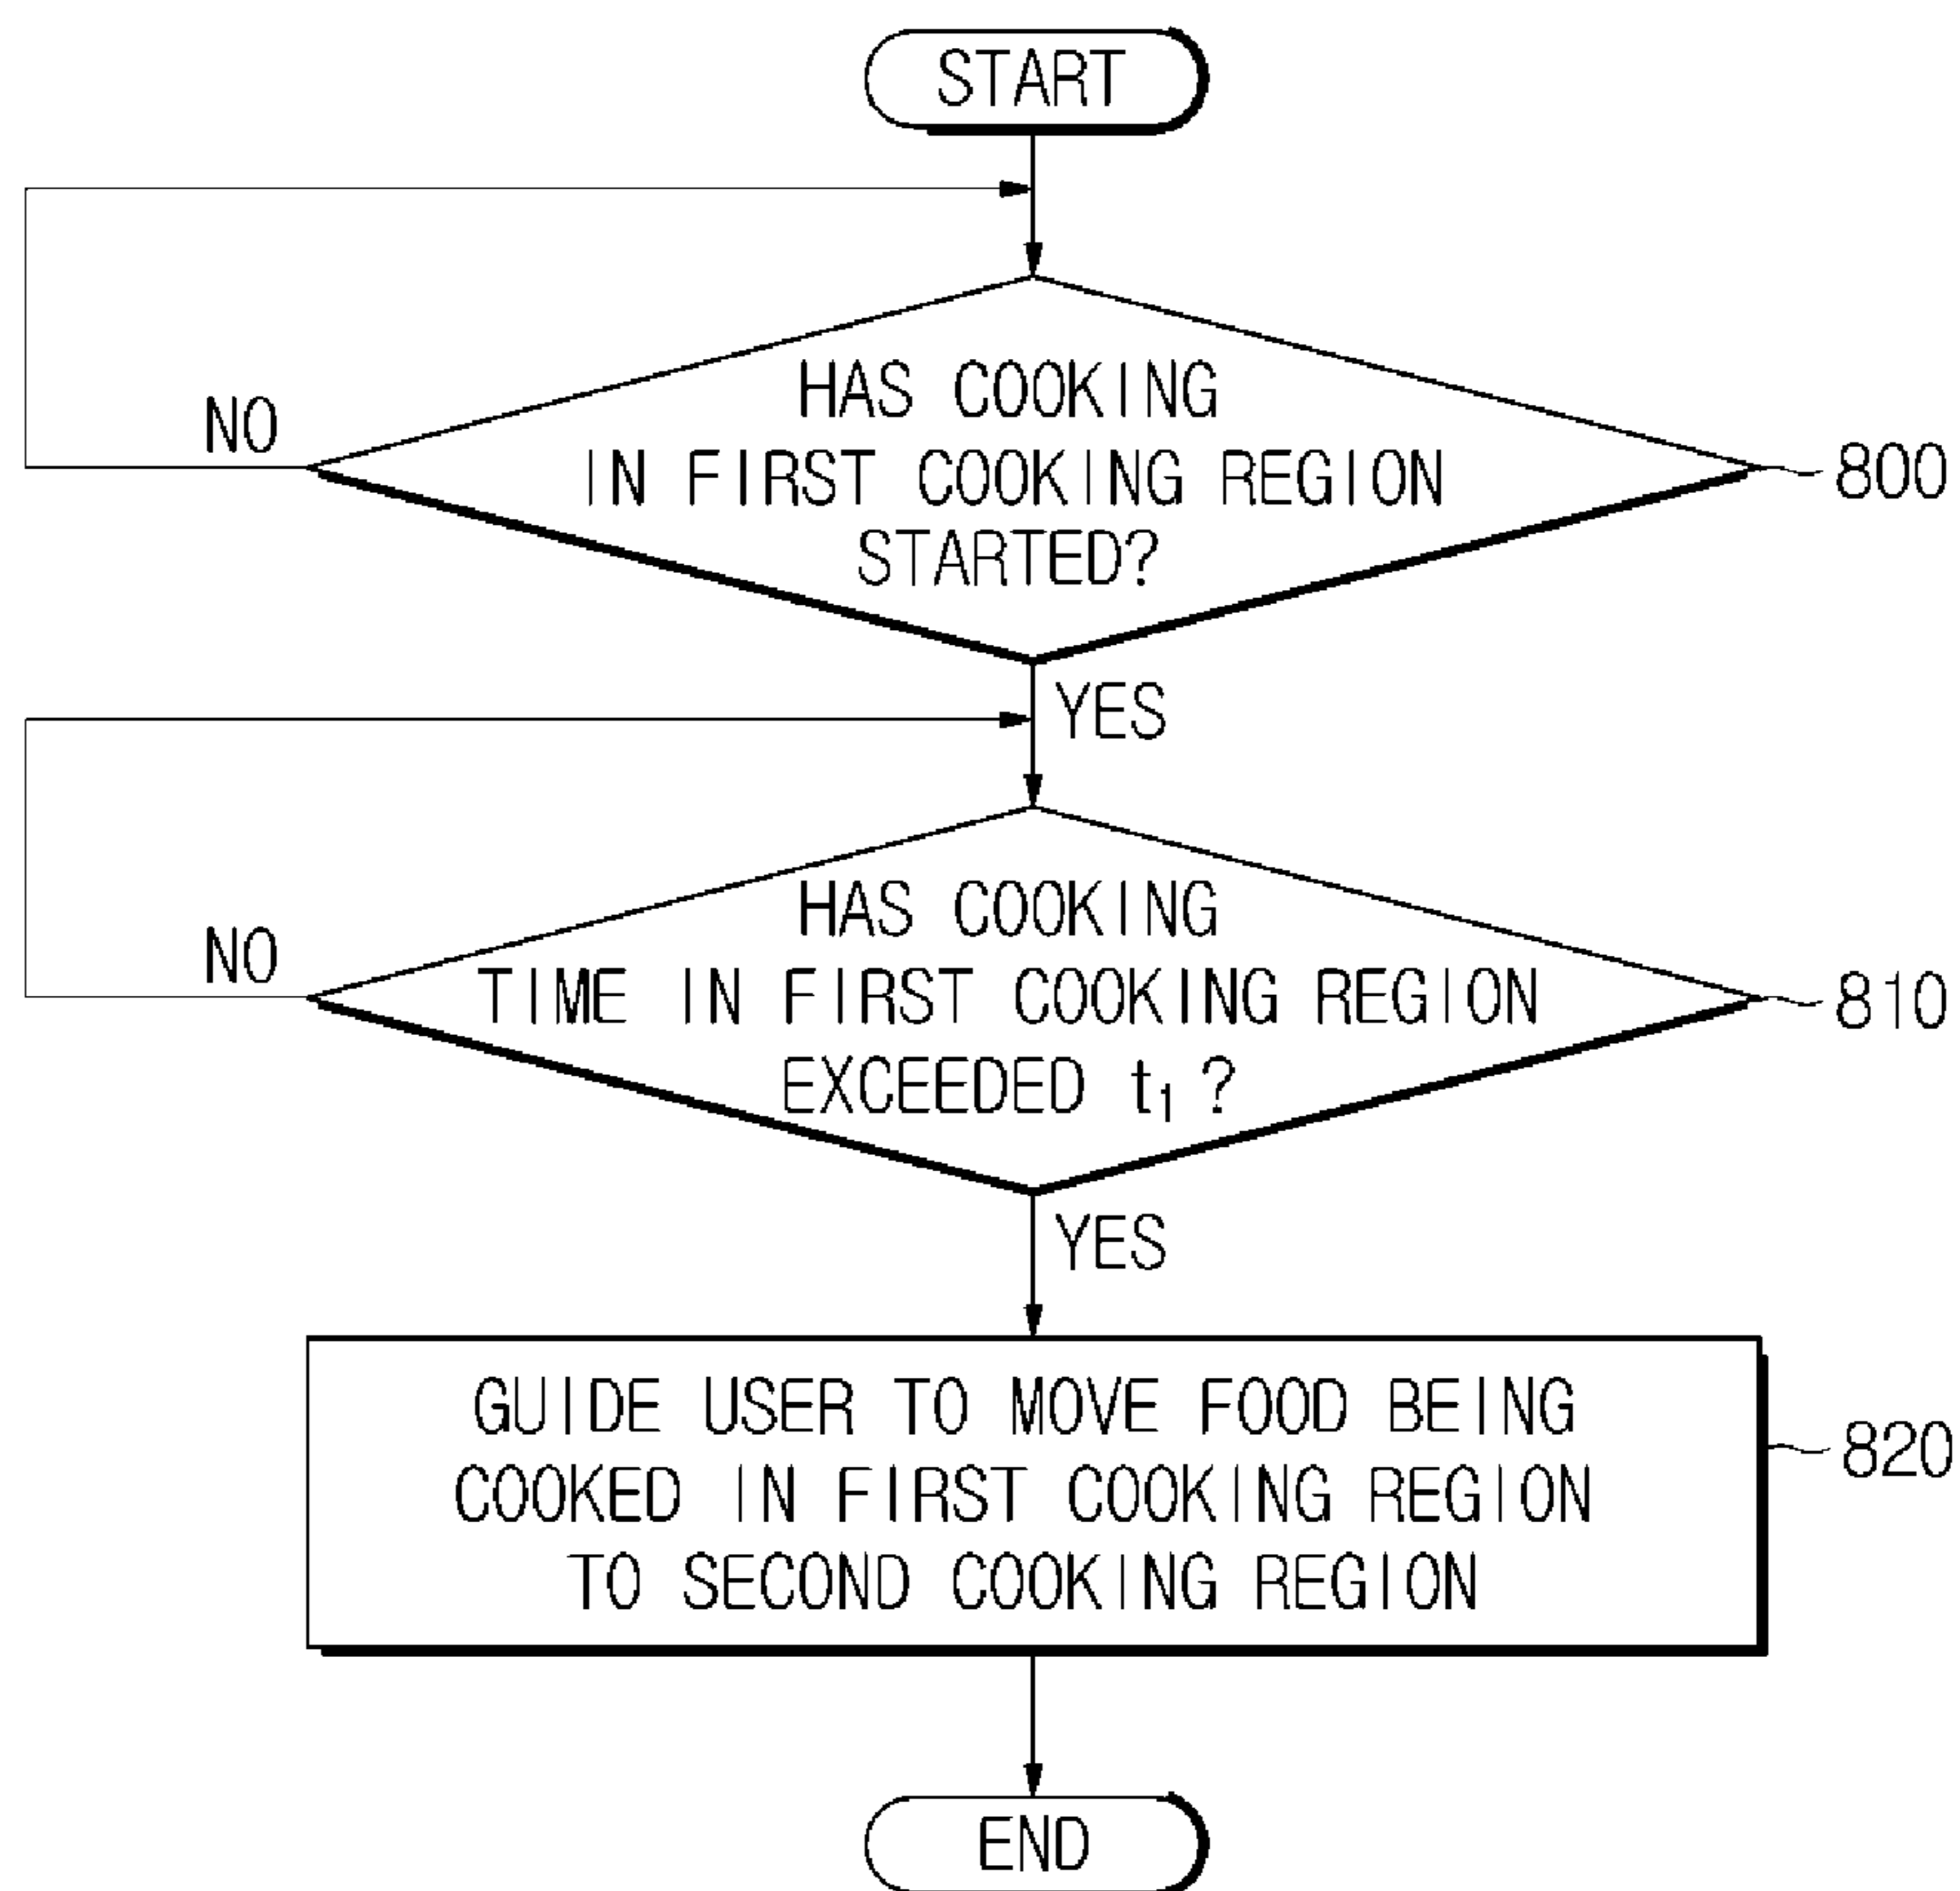 START
HAS COOKING
NO
IN FIRST COOKING REGION
800
STARTED?
YES
HAS COOKING
NO
TIME IN FIRST COOKING REGION
810
EXCEEDED t₁ ?
YES
GUIDE USER TO MOVE FOOD BEING
820
COOKED IN FIRST COOKING REGION
TO SECOND COOKING REGION
END